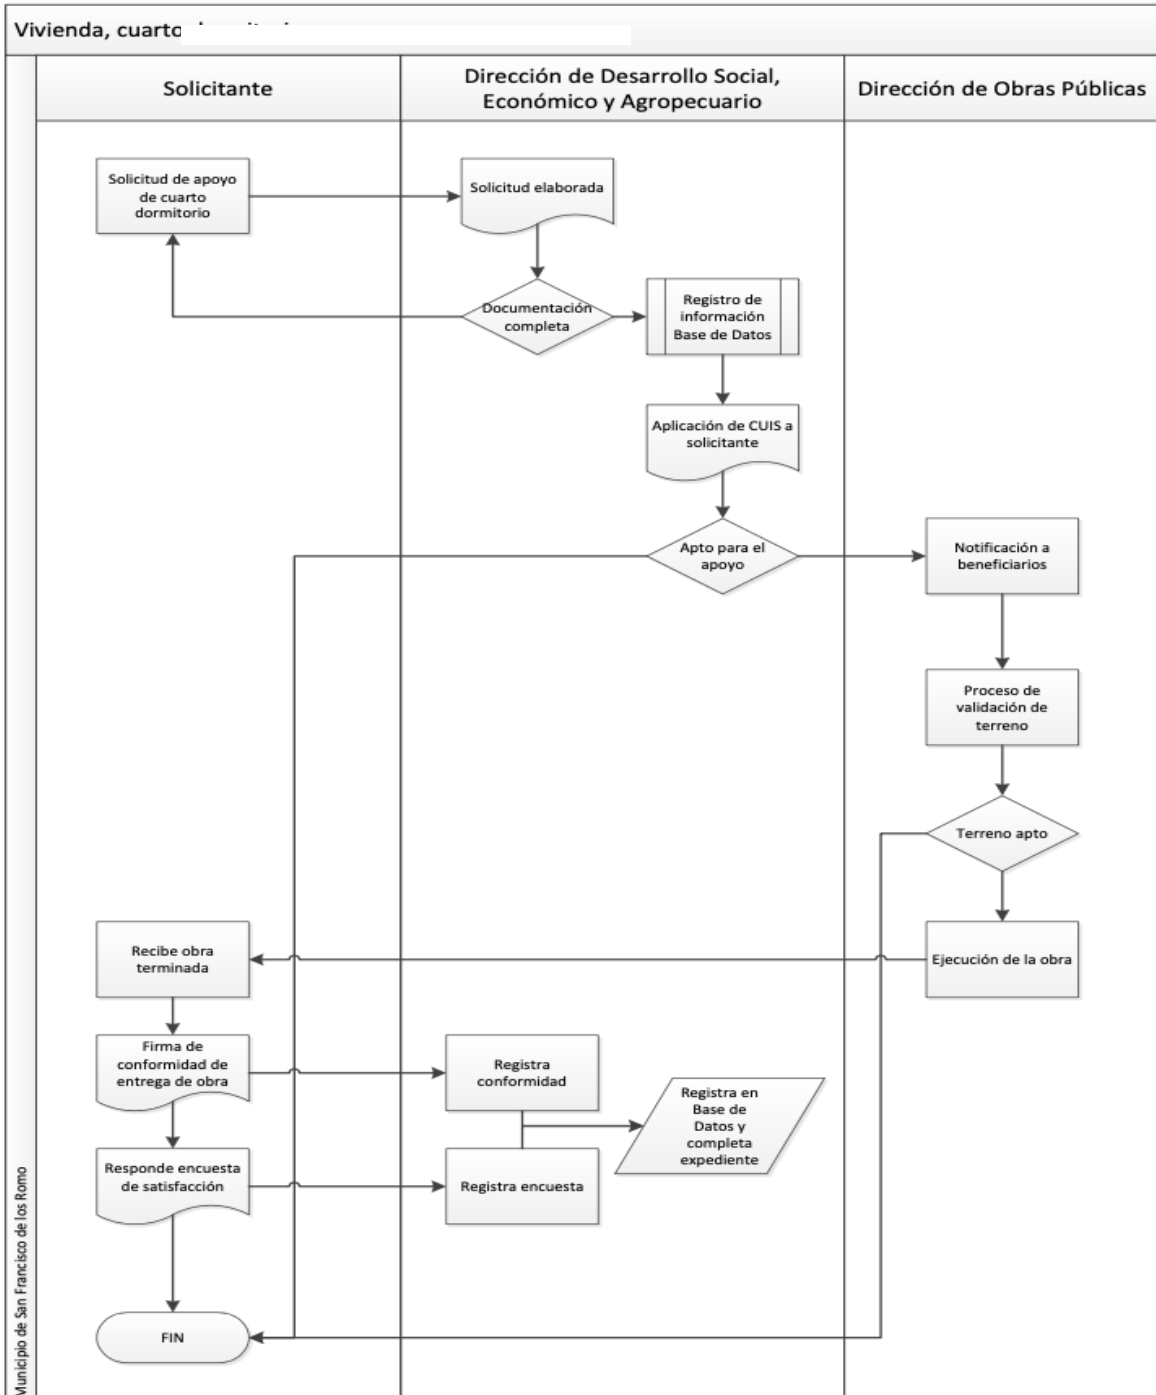 Vivienda, cuarto
Solicitante
Dirección de Desarrollo Social,
Económico y Agropecuario
Dirección de Obras Públicas
Solicitud de apoyo
de cuarto
dormitorio
Solicitud elaborada
Documentación
completa
Registro de
información
Base de Datos
Aplicación de CUIS a
solicitante
Apto para el
apoyo
Notificación a
beneficiarios
Proceso de
validación de
terreno
Terreno apto
Ejecución de la obra
Recibe obra
terminada
Firma de
conformidad de
entrega de obra
Registra
conformidad
Registra en
Base de
Datos y
completa
expediente
Responde encuesta
de satisfacción
Registra encuesta
FIN
Municipio de San Francisco de los Romo